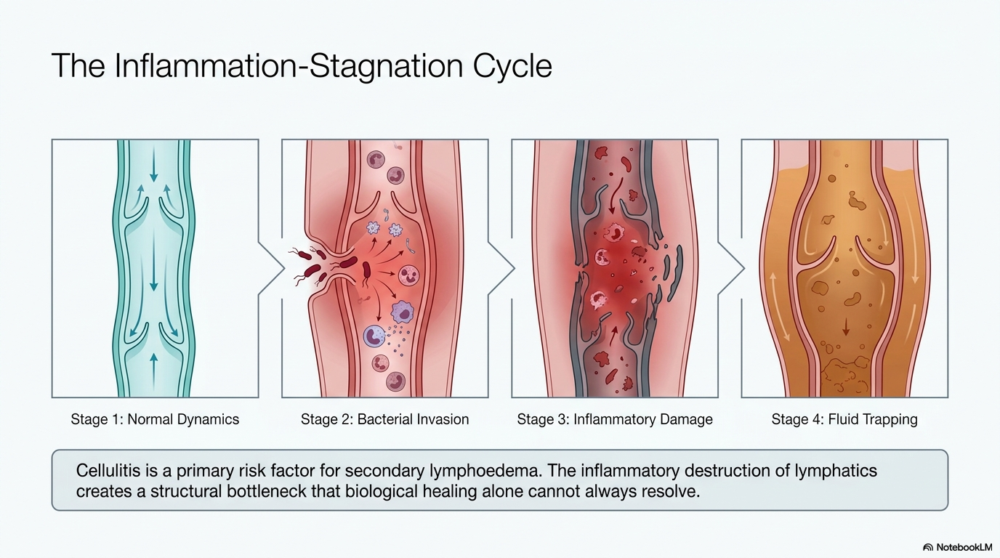 The Inflammation-Stagnation Cycle
Stage 1: Normal Dynamics
Stage 2: Bacterial Invasion
Stage 3: Inflammatory Damage
Stage 4: Fluid Trapping
Cellulitis is a primary risk factor for secondary lymphoedema. The inflammatory destruction of lymphatics
creates a structural bottleneck that biological healing alone cannot always resolve.
NotebookLM